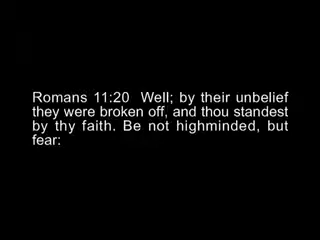 Romans 11:20  Well; by their unbelief
they were broken off, and thou standest
by thy faith. Be not highminded, but
fear: